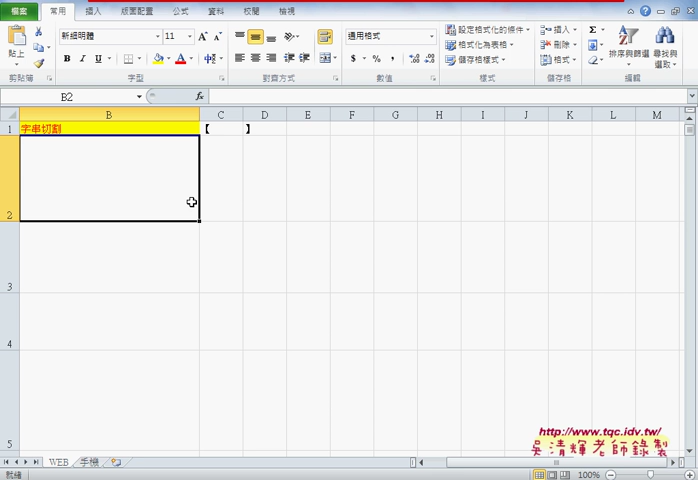 檔案 常用 插入 版面配置 公式 資料 校閱 檢視
新細明體 11 通用格式 設定格式化的條件 插入 Σ
貼上 格式化為表格 刪除 排序與篩選 尋找與選取
B I U $ % , 儲存格樣式 格式
剪貼簿 字型 對齊方式 數值 樣式 儲存格 編輯
B2 fx
B C D E F G H I J K L M
1 字串切割 【 】
2
3
4
5
http://www.tqc.idv.tw/
吳清輝老師錄製
WEB 手機
就緒 100%